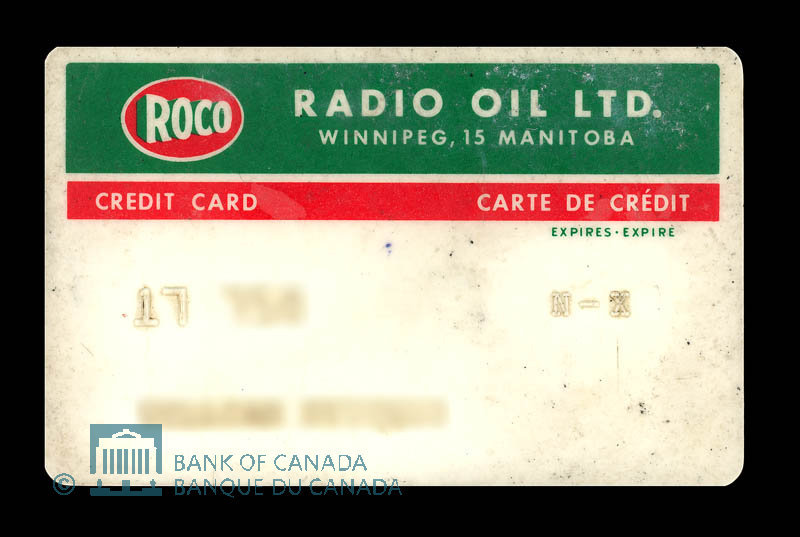 ROCO
RADIO OIL LTD.
WINNIPEG, 15 MANITOBA
CREDIT CARD CARTE DE CRÉDIT
EXPIRES · EXPIRÉ
17 N-X
BANK OF CANADA
© BANQUE DU CANADA